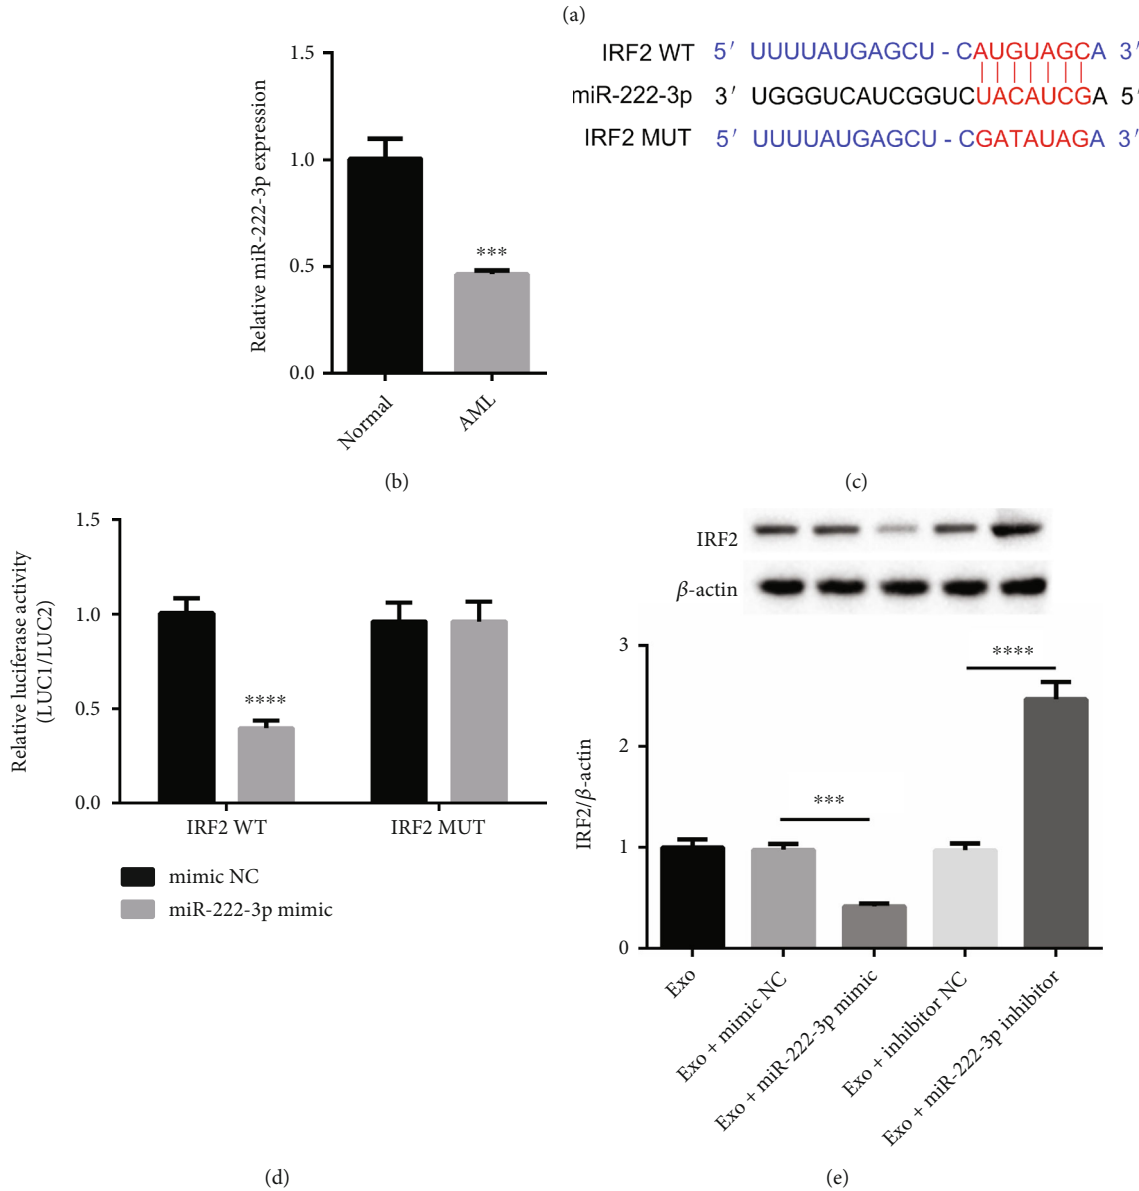 (a)
1.5
1.0
0.5
0.0
Relative miR-222-3p expression
***
Normal
AML
(b)
IRF2 WT 5′ UUUUAUGAGCU - CAUGUAGCA 3′
miR-222-3p 3′ UGGGUCAUCGGUCUACAUCGA 5′
IRF2 MUT 5′ UUUUAUGAGCU - CGATAUAGA 3′
(c)
1.5
1.0
0.5
0.0
Relative luciferase activity
(LUC1/LUC2)
****
IRF2 WT
IRF2 MUT
mimic NC
miR-222-3p mimic
(d)
IRF2
β-actin
3
2
1
0
IRF2/β-actin
***
****
Exo
Exo + mimic NC
Exo + miR-222-3p mimic
Exo + inhibitor NC
Exo + miR-222-3p inhibitor
(e)